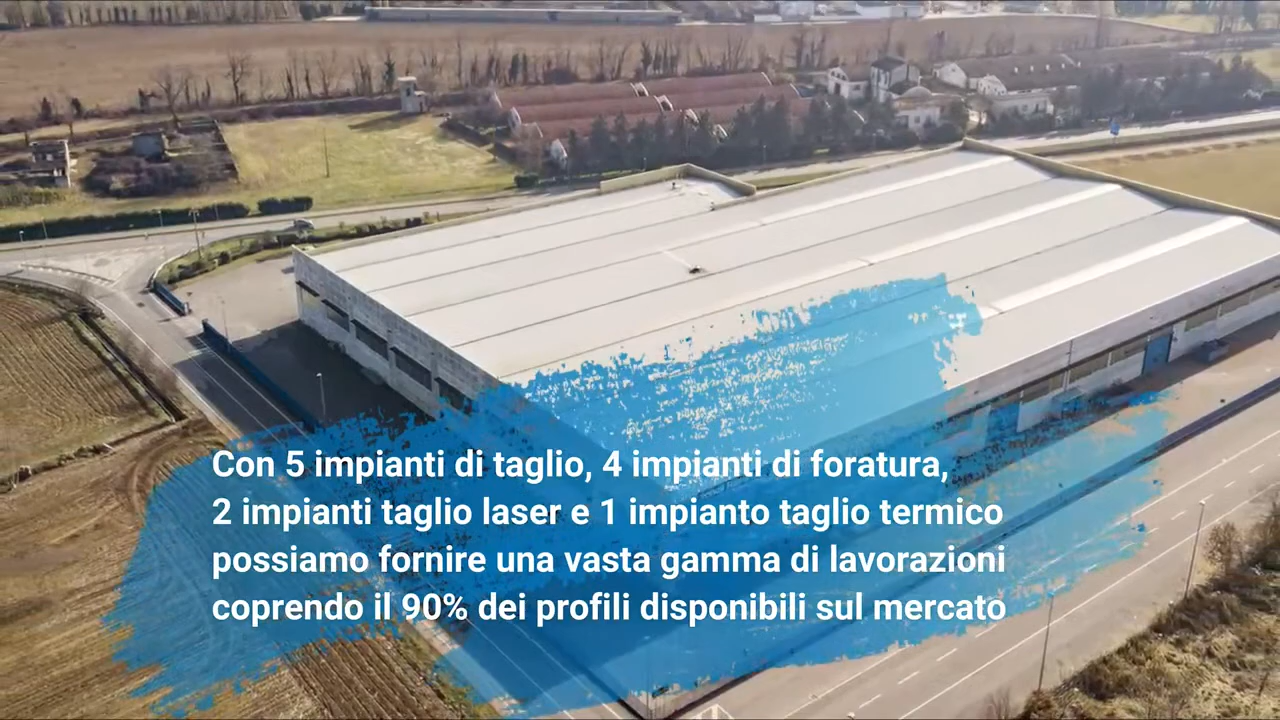 Con 5 impianti di taglio, 4 impianti di foratura,
2 impianti taglio laser e 1 impianto taglio termico
possiamo fornire una vasta gamma di lavorazioni
coprendo il 90% dei profili disponibili sul mercato